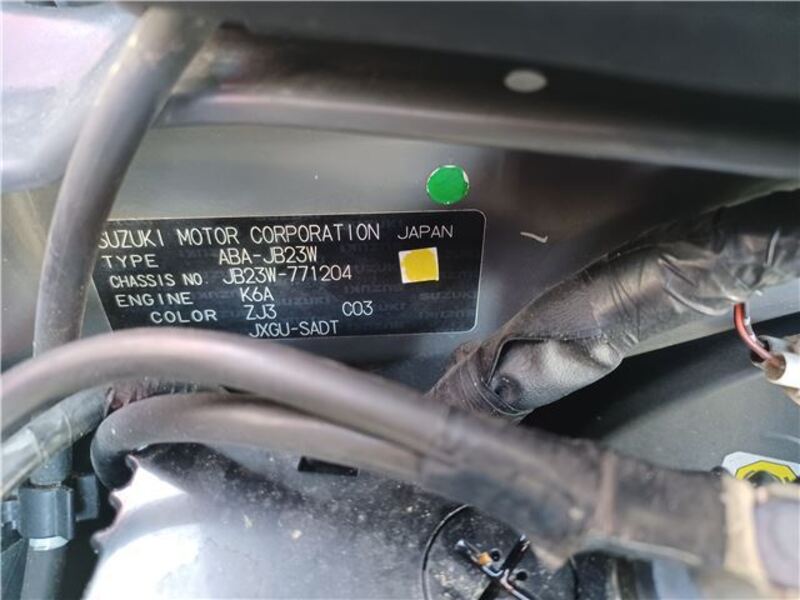 SUZUKI MOTOR CORPORATION JAPAN
TYPE ABA-JB23W
CHASSIS NO. JB23W-771204
ENGINE K6A
COLOR ZJ3 C03
JXGU-SADT